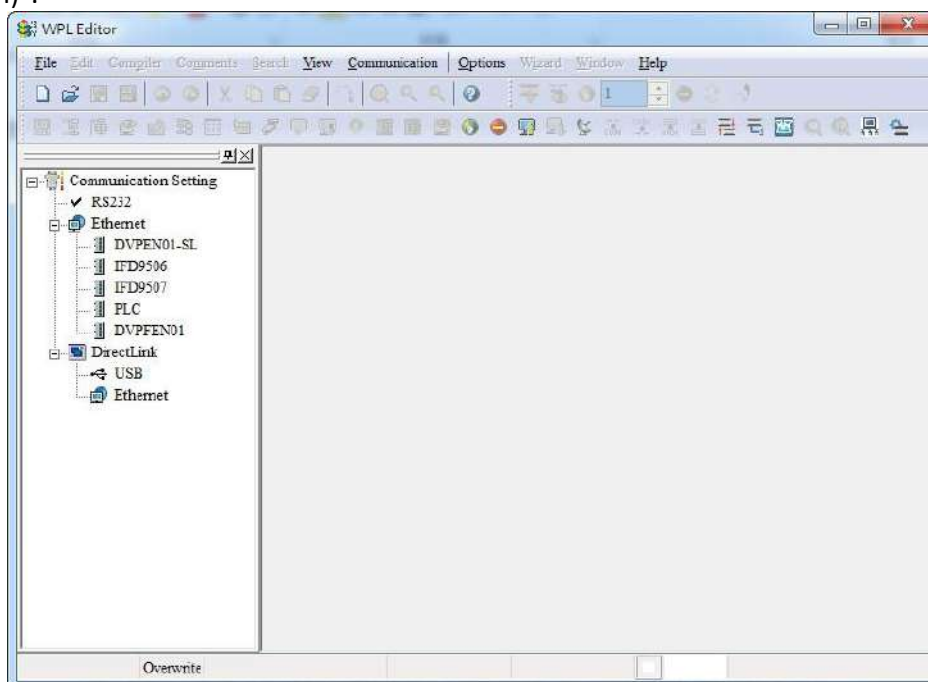 WPL Editor
File Edit Compiler Comments Search View Communication Options Wizard Window Help
1
Communication Setting
RS232
Ethernet
DVPEN01-SL
IFD9506
IFD9507
PLC
DVPFEN01
DirectLink
USB
Ethernet
Overwrite